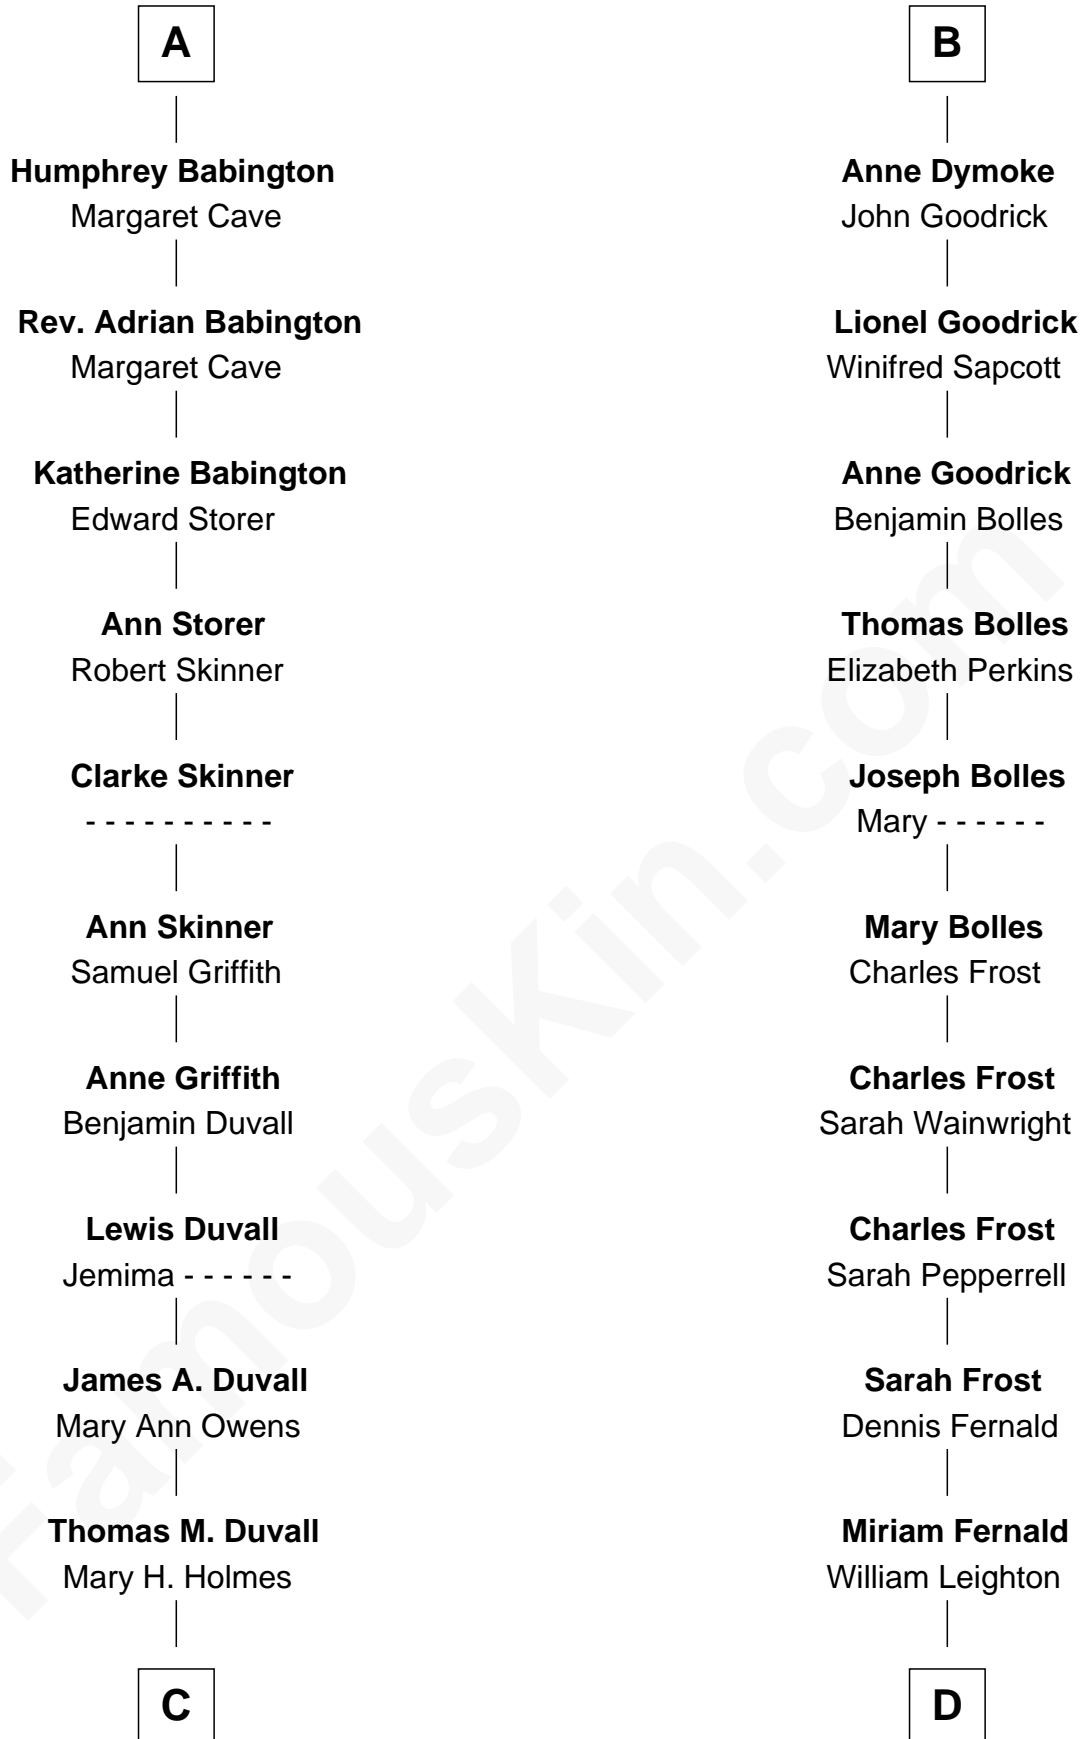 A
Humphrey Babington
Margaret Cave
Rev. Adrian Babington
Margaret Cave
Katherine Babington
Edward Storer
Ann Storer
Robert Skinner
Clarke Skinner
- - - - - - - - - -
Ann Skinner
Samuel Griffith
Anne Griffith
Benjamin Duvall
Lewis Duvall
Jemima - - - - - -
James A. Duvall
Mary Ann Owens
Thomas M. Duvall
Mary H. Holmes
C
B
Anne Dymoke
John Goodrick
Lionel Goodrick
Winifred Sapcott
Anne Goodrick
Benjamin Bolles
Thomas Bolles
Elizabeth Perkins
Joseph Bolles
Mary - - - - - -
Mary Bolles
Charles Frost
Charles Frost
Sarah Wainwright
Charles Frost
Sarah Pepperrell
Sarah Frost
Dennis Fernald
Miriam Fernald
William Leighton
D
FamousKin.com